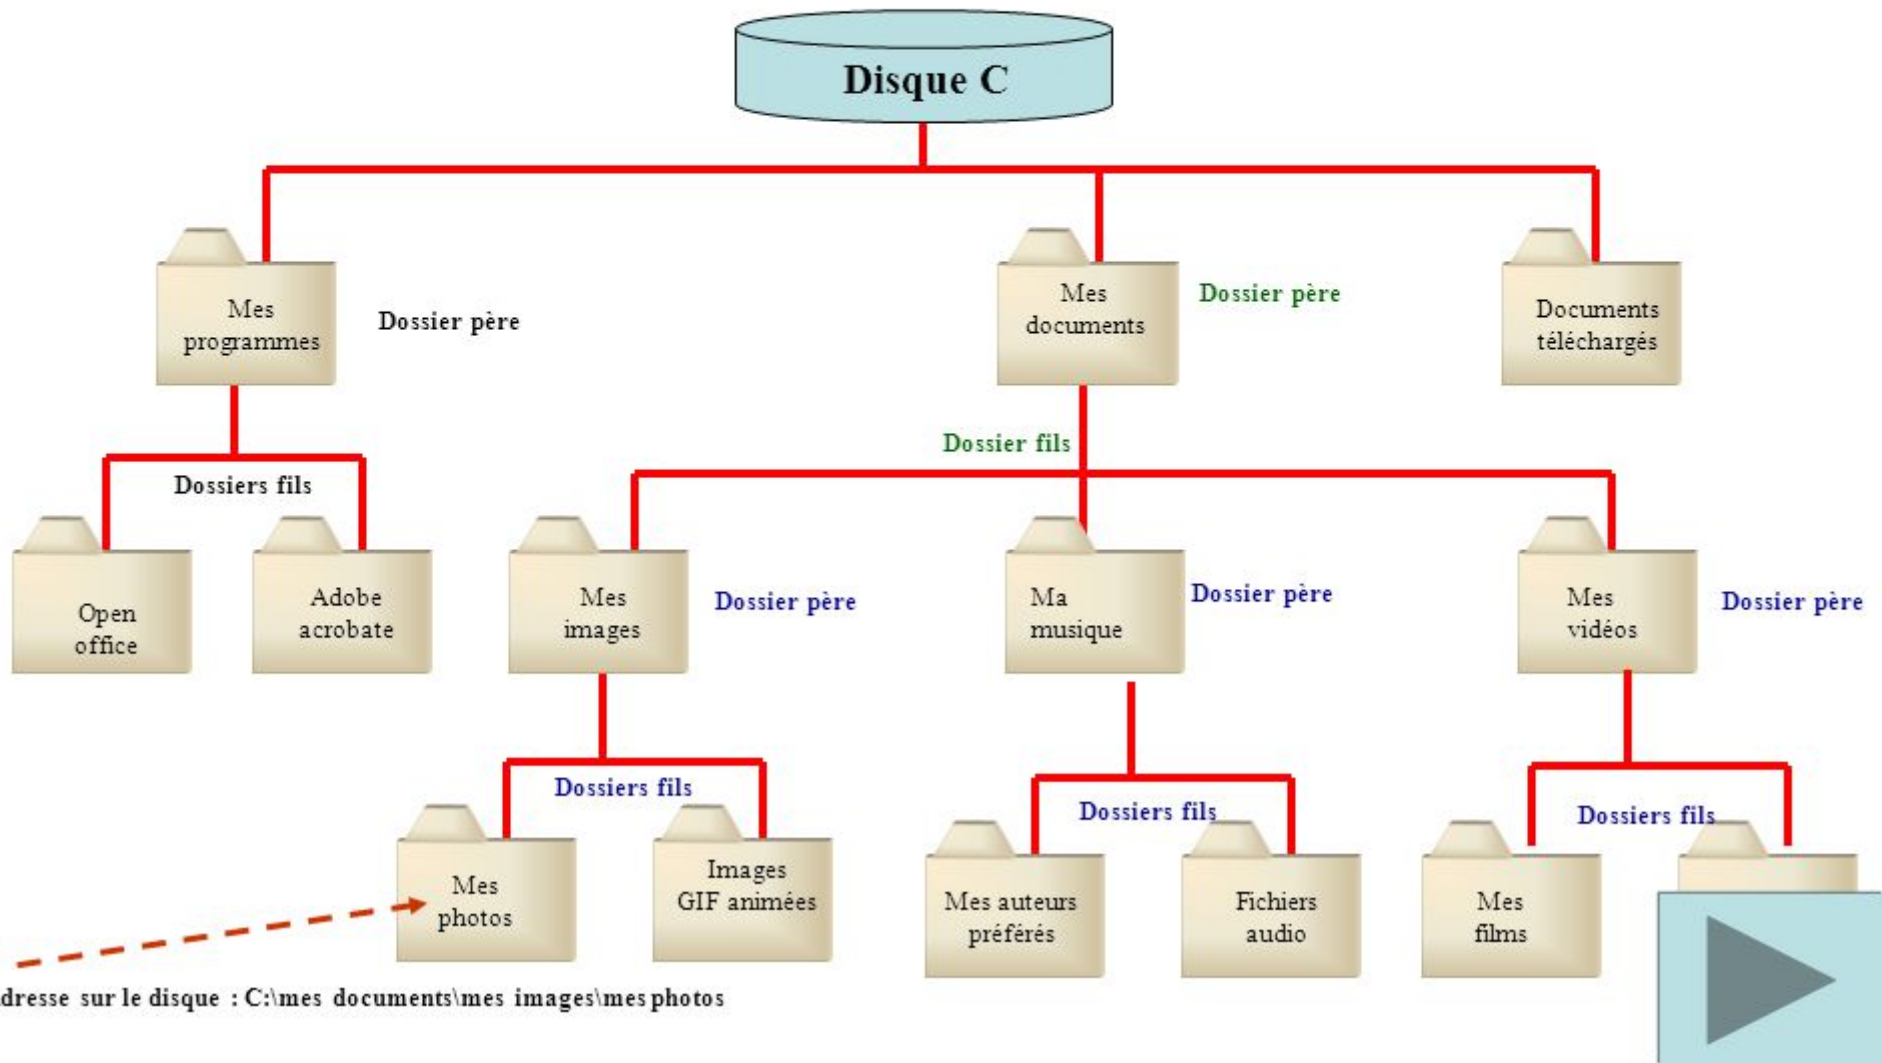 Disque C
Mes
programmes
Dossier père
Mes
documents
Dossier père
Documents
téléchargés
Dossiers fils
Dossier fils
Open
office
Adobe
acrobate
Mes
images
Dossier père
Ma
musique
Dossier père
Mes
vidéos
Dossier père
Dossiers fils
Dossiers fils
Dossiers fils
Mes
photos
Images
GIF animées
Mes auteurs
préférés
Fichiers
audio
Mes
films
dresse sur le disque : C:\mes documents\mes images\mes photos